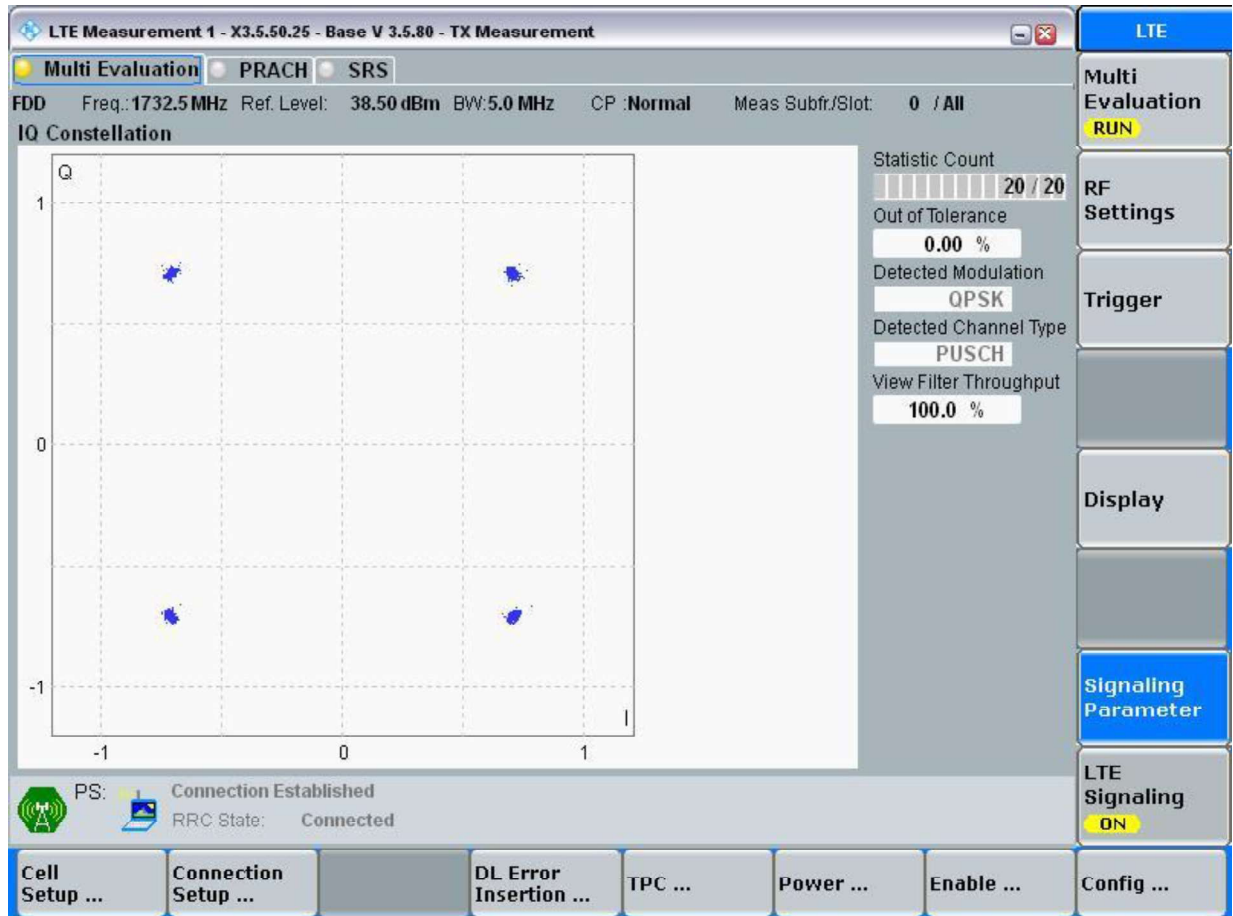 LTE Measurement 1 - X3.5.50.25 - Base V 3.5.80 - TX Measurement
LTE
Multi Evaluation PRACH SRS
FDD Freq.: 1732.5 MHz Ref. Level: 38.50 dBm BW: 5.0 MHz CP : Normal Meas Subfr./Slot: 0 / All
IQ Constellation
Q
1
0
-1
-1 0 1
I
Statistic Count
20 / 20
Out of Tolerance
0.00 %
Detected Modulation
QPSK
Detected Channel Type
PUSCH
View Filter Throughput
100.0 %
Multi
Evaluation
RUN
RF
Settings
Trigger
Display
Signaling
Parameter
LTE
Signaling
ON
PS: Connection Established
RRC State: Connected
Cell
Setup ...
Connection
Setup ...
DL Error
Insertion ...
TPC ...
Power ...
Enable ...
Config ...